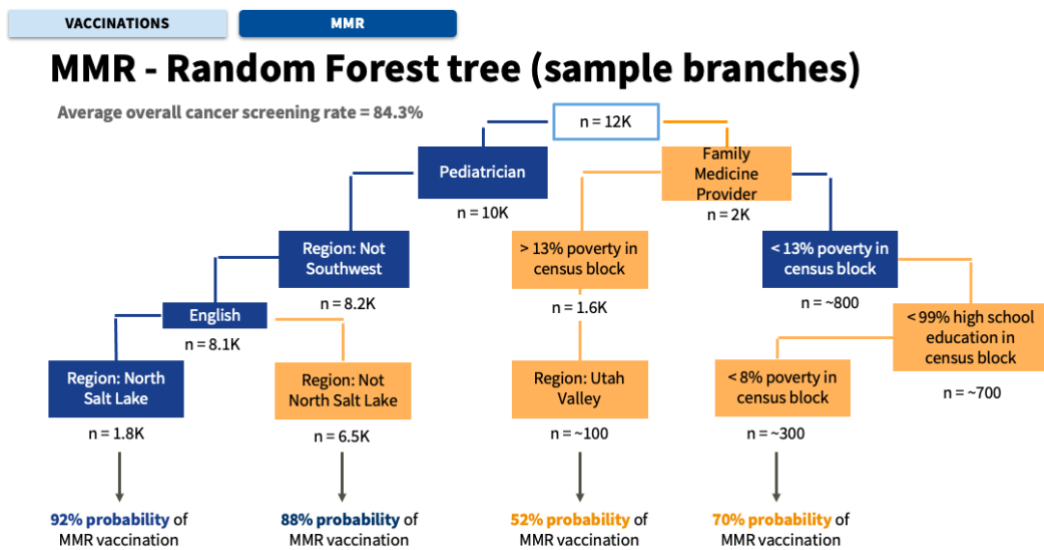 VACCINATIONS
MMR
MMR - Random Forest tree (sample branches)
Average overall cancer screening rate = 84.3%
n = 12K
Pediatrician
n = 10K
Family
Medicine
Provider
n = 2K
Region: Not
Southwest
n = 8.2K
> 13% poverty in
census block
n = 1.6K
< 13% poverty in
census block
n = ~800
English
n = 8.1K
< 99% high school
education in
census block
n = ~700
Region: North
Salt Lake
n = 1.8K
Region: Not
North Salt Lake
n = 6.5K
Region: Utah
Valley
n = ~100
< 8% poverty in
census block
n = ~300
92% probability of
MMR vaccination
88% probability of
MMR vaccination
52% probability of
MMR vaccination
70% probability of
MMR vaccination